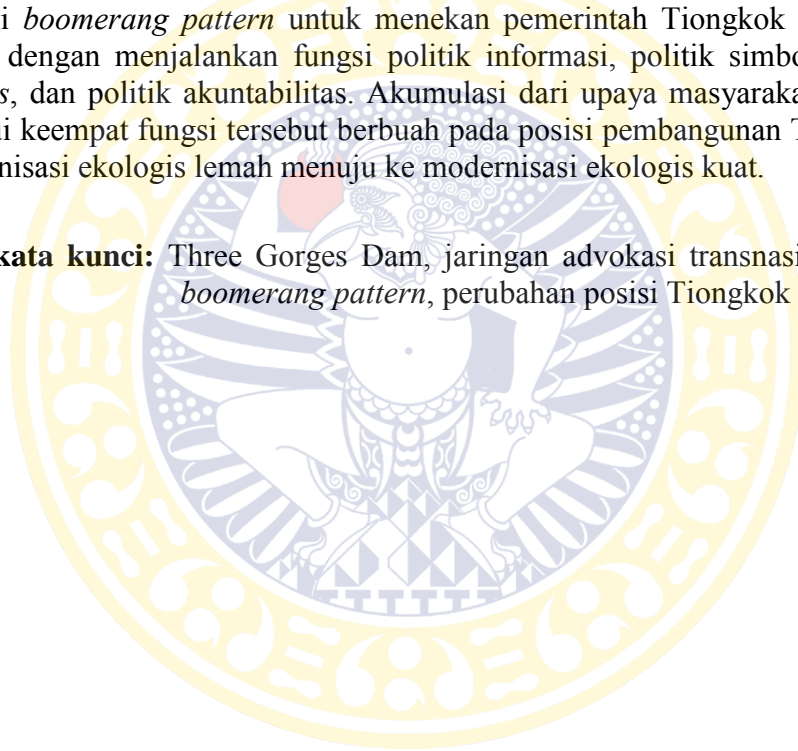 i boomerang pattern untuk menekan pemerintah Tiongkok
dengan menjalankan fungsi politik informasi, politik simbo
s, dan politik akuntabilitas. Akumulasi dari upaya masyaraka
ui keempat fungsi tersebut berbuah pada posisi pembangunan T
nisasi ekologis lemah menuju ke modernisasi ekologis kuat.
kata kunci: Three Gorges Dam, jaringan advokasi transnasi
boomerang pattern, perubahan posisi Tiongkok